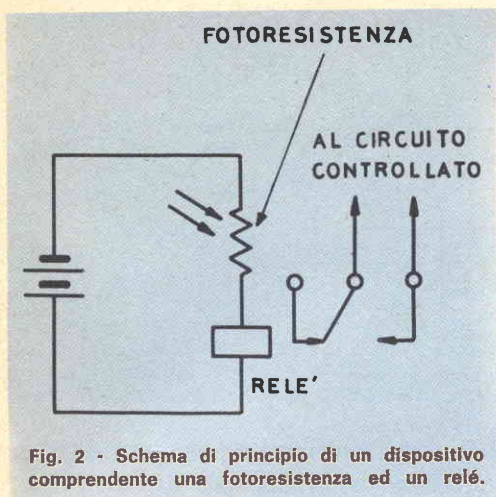 FOTORESISTENZA
AL CIRCUITO
CONTROLLATO
RELE'
Fig. 2 - Schema di principio di un dispositivo
comprendente una fotoresistenza ed un relé.